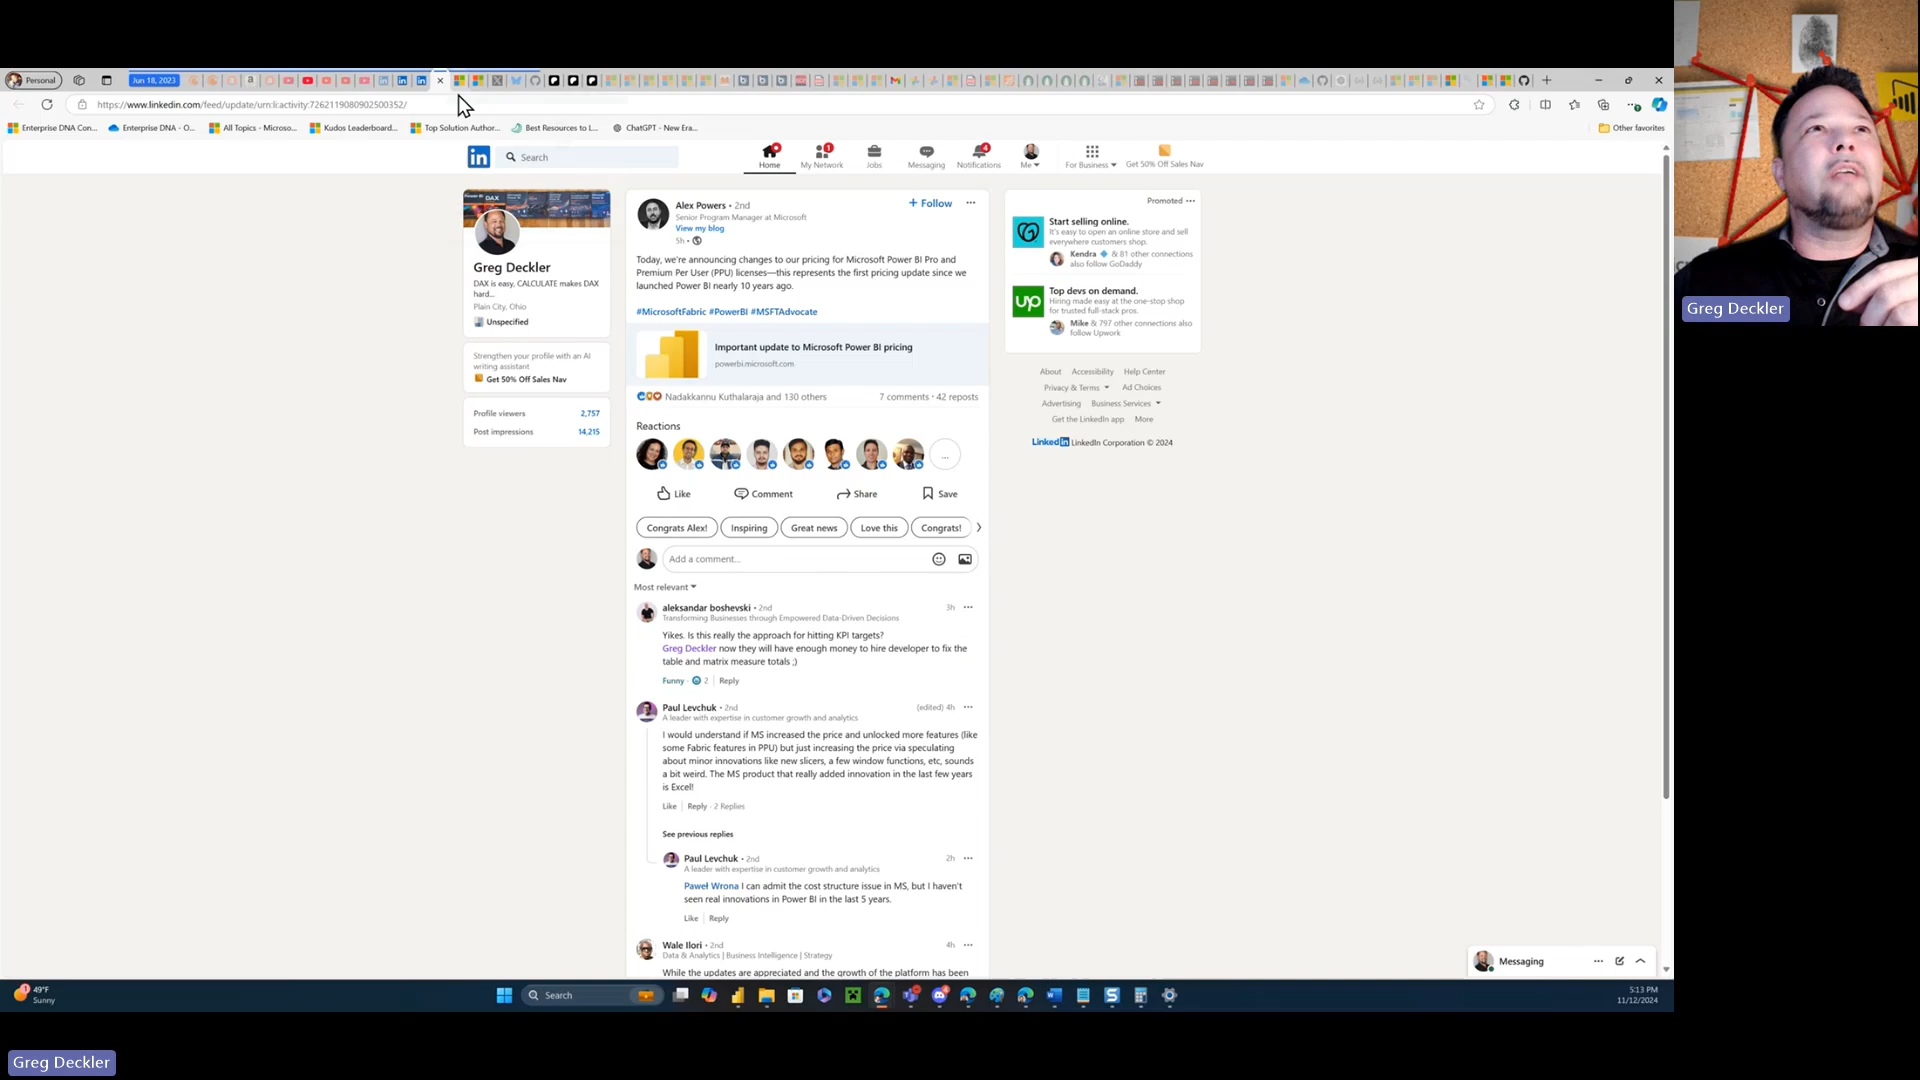 Personal
Jun 18, 2023
https://www.linkedin.com/feed/update/urn:li:activity:7262119080902500352/
Enterprise DNA Con...
Enterprise DNA - O...
All Topics - Microso...
Kudos Leaderboard...
Top Solution Author...
Best Resources to L...
ChatGPT - New Era...
Other favorites
in
Search
Home
1
My Network
Jobs
Messaging
4
Notifications
Me
For Business
Get 50% Off Sales Nav
Power BI DAX
Greg Deckler
DAX is easy, CALCULATE makes DAX
hard...
Plain City, Ohio
Unspecified
Strengthen your profile with an AI
writing assistant
Get 50% Off Sales Nav
Profile viewers 2,757
Post impressions 14,215
Alex Powers • 2nd
Senior Program Manager at Microsoft
View my blog
5h •
+ Follow
Today, we're announcing changes to our pricing for Microsoft Power BI Pro and
Premium Per User (PPU) licenses—this represents the first pricing update since we
launched Power BI nearly 10 years ago.
#MicrosoftFabric #PowerBI #MSFTAdvocate
Important update to Microsoft Power BI pricing
powerbi.microsoft.com
Nadakkannu Kuthalaraja and 130 others
7 comments • 42 reposts
Reactions
...
Like
Comment
Share
Save
Congrats Alex!
Inspiring
Great news
Love this
Congrats!
Add a comment...
Most relevant
aleksandar boshevski • 2nd
3h
Transforming Businesses through Empowered Data-Driven Decisions
Yikes. Is this really the approach for hitting KPI targets?
Greg Deckler now they will have enough money to hire developer to fix the
table and matrix measure totals ;)
Funny · 2 | Reply
Paul Levchuk • 2nd
(edited) 4h
A leader with expertise in customer growth and analytics
I would understand if MS increased the price and unlocked more features (like
some Fabric features in PPU) but just increasing the price via speculating
about minor innovations like new slicers, a few window functions, etc, sounds
a bit weird. The MS product that really added innovation in the last few years
is Excel!
Like | Reply · 2 Replies
See previous replies
Paul Levchuk • 2nd
2h
A leader with expertise in customer growth and analytics
Paweł Wrona I can admit the cost structure issue in MS, but I haven't
seen real innovations in Power BI in the last 5 years.
Like | Reply
Wale Ilori • 2nd
4h
Data & Analytics | Business Intelligence | Strategy
While the updates are appreciated and the growth of the platform has been
Promoted
Start selling online.
It's easy to open an online store and sell
everywhere customers shop.
Kendra & 81 other connections
also follow GoDaddy
up
Top devs on demand.
Hiring made easy at the one-stop shop
for trusted full-stack pros.
Mike & 797 other connections also
follow Upwork
About Accessibility Help Center
Privacy & Terms Ad Choices
Advertising Business Services
Get the LinkedIn app More
LinkedIn LinkedIn Corporation © 2024
Messaging
1
49°F
Sunny
Search
5:13 PM
11/12/2024
Greg Deckler
Greg Deckler